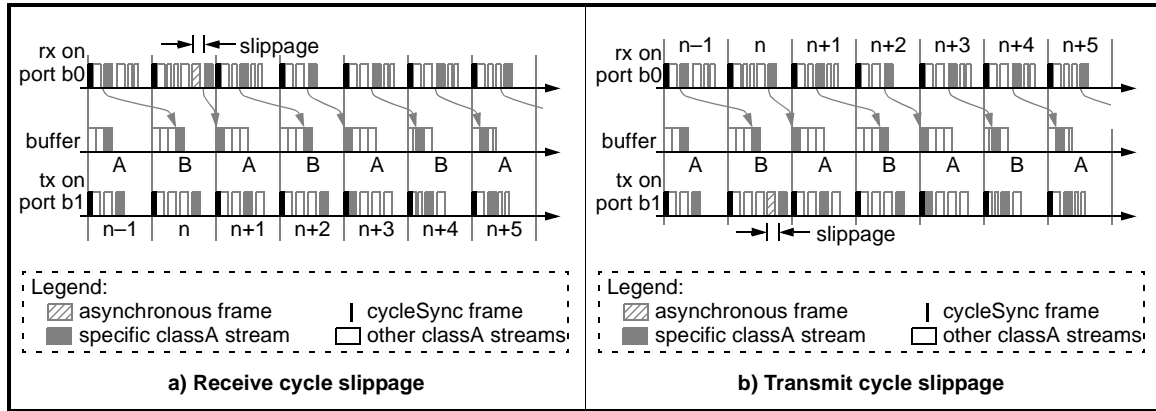 rx on
port b0
slippage
buffer
A B A B A B A
tx on
port b1
n–1 n n+1 n+2 n+3 n+4 n+5
Legend:
asynchronous frame
cycleSync frame
specific classA stream
other classA streams
a) Receive cycle slippage
n–1 n n+1 n+2 n+3 n+4 n+5
rx on
port b0
buffer
A B A B A B A
tx on
port b1
slippage
Legend:
asynchronous frame
cycleSync frame
specific classA stream
other classA streams
b) Transmit cycle slippage